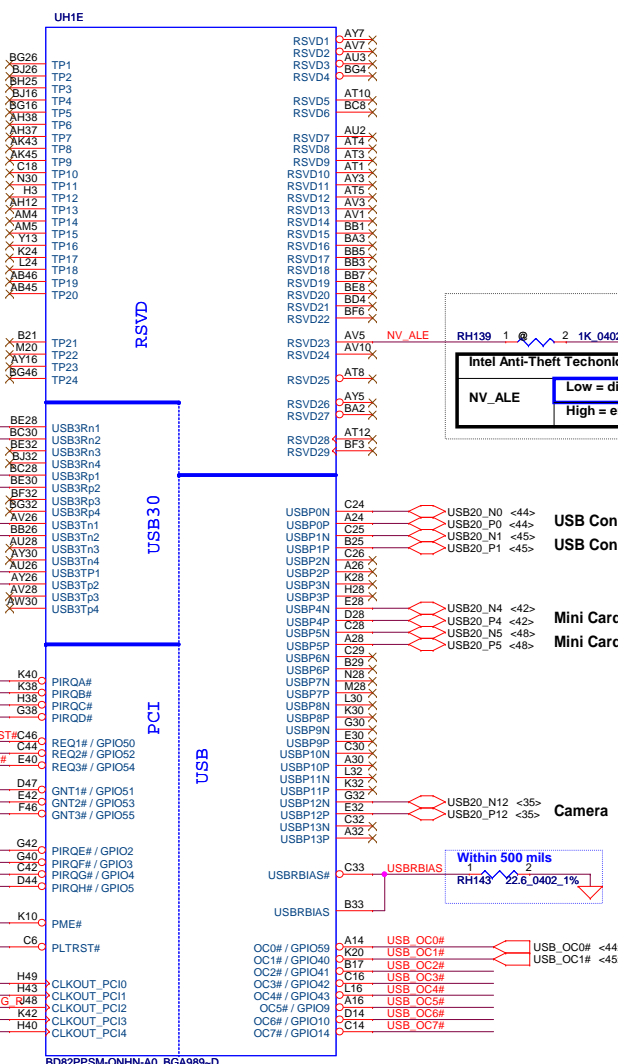 UH1E
BG26 TP1
BJ26 TP2
BH25 TP3
BJ16 TP4
BG16 TP5
AH38 TP6
AH37 TP7
AK43 TP8
AK45 TP9
C18 TP10
N30 TP11
H3 TP12
AH12 TP13
AM4 TP14
AM5 TP15
Y13 TP16
K24 TP17
L24 TP18
AB46 TP19
AB45 TP20
B21 TP21
M20 TP22
AY16 TP23
BG46 TP24
RSVD
RSVD1 AY7
RSVD2 AV7
RSVD3 AU3
RSVD4 BG4
RSVD5 AT10
RSVD6 BC8
RSVD7 AU2
RSVD8 AT4
RSVD9 AT3
RSVD10 AT1
RSVD11 AY3
RSVD12 AT5
RSVD13 AV3
RSVD14 AV1
RSVD15 BB1
RSVD16 BA3
RSVD17 BB5
RSVD18 BB3
RSVD19 BB7
RSVD20 BE8
RSVD21 BD4
RSVD22 BF6
RSVD23 AV5 NV_ALE
RSVD24 AV10
RSVD25 AT8
RSVD26 AY5
RSVD27 BA2
RSVD28 AT12
RSVD29 BF3
RH139 1 @ 2 1K_0402
Intel Anti-Theft Techonlo
NV_ALE
Low = di
High = e
BE28 USB3Rn1
BC30 USB3Rn2
BE32 USB3Rn3
BJ32 USB3Rn4
BC28 USB3Rp1
BE30 USB3Rp2
BF32 USB3Rp3
BG32 USB3Rp4
AV26 USB3Tn1
BB26 USB3Tn2
AU28 USB3Tn3
AY30 USB3Tn4
AU26 USB3TP1
AY26 USB3Tp2
AV28 USB3Tp3
AW30 USB3Tp4
USB30
K40 PIRQA#
K38 PIRQB#
H38 PIRQC#
G38 PIRQD#
ST# C46 REQ1# / GPIO50
C44 REQ2# / GPIO52
# E40 REQ3# / GPIO54
D47 GNT1# / GPIO51
E42 GNT2# / GPIO53
F46 GNT3# / GPIO55
G42 PIRQE# / GPIO2
G40 PIRQF# / GPIO3
C42 PIRQG# / GPIO4
D44 PIRQH# / GPIO5
K10 PME#
C6 PLTRST#
H49 CLKOUT_PCI0
H43 CLKOUT_PCI1
G_R J48 CLKOUT_PCI2
K42 CLKOUT_PCI3
H40 CLKOUT_PCI4
PCI
USB
USBP0N C24 USB20_N0 <44>
USBP0P A24 USB20_P0 <44> USB Con
USBP1N C25 USB20_N1 <45>
USBP1P B25 USB20_P1 <45> USB Con
USBP2N C26
USBP2P A26
USBP3N K28
USBP3P H28
USBP4N E28 USB20_N4 <42>
USBP4P D28 USB20_P4 <42> Mini Card
USBP5N C28 USB20_N5 <48>
USBP5P A28 USB20_P5 <48> Mini Card
USBP6N C29
USBP6P B29
USBP7N N28
USBP7P M28
USBP8N L30
USBP8P K30
USBP9N G30
USBP9P E30
USBP10N C30
USBP10P A30
USBP11N L32
USBP11P K32
USBP12N G32 USB20_N12 <35>
USBP12P E32 USB20_P12 <35> Camera
USBP13N C32
USBP13P A32
Within 500 mils
USBRBIAS# C33 USBRBIAS 1 2
RH143 22.6_0402_1%
USBRBIAS B33
OC0# / GPIO59 A14 USB_OC0# USB_OC0# <44
OC1# / GPIO40 K20 USB_OC1# USB_OC1# <45
OC2# / GPIO41 B17 USB_OC2#
OC3# / GPIO42 C16 USB_OC3#
OC4# / GPIO43 L16 USB_OC4#
OC5# / GPIO9 A16 USB_OC5#
OC6# / GPIO10 D14 USB_OC6#
OC7# / GPIO14 C14 USB_OC7#
BD82PPSM-QNHN-A0_BGA989~D